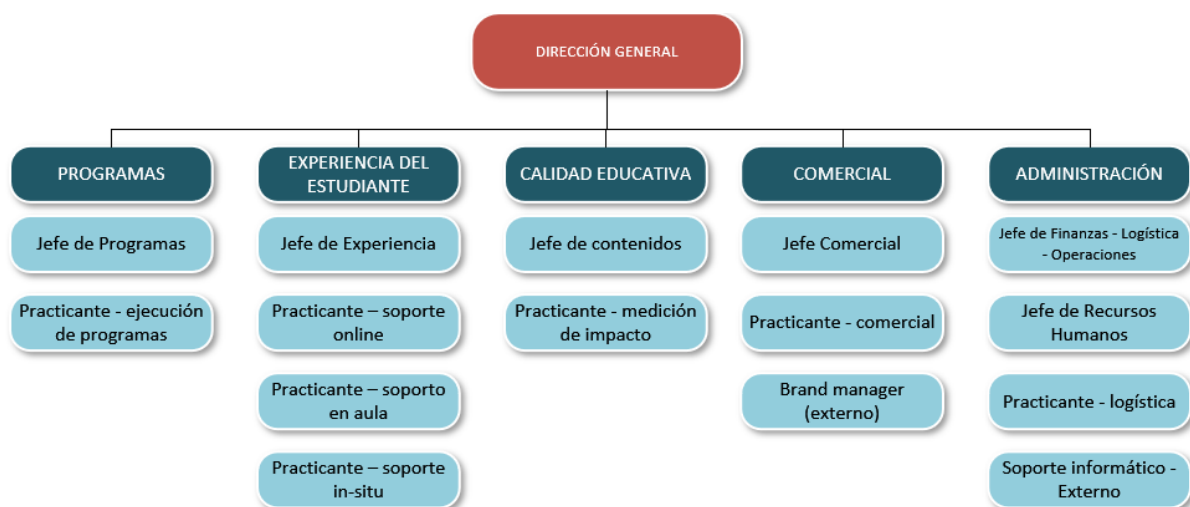 DIRECCIÓN GENERAL
PROGRAMAS
Jefe de Programas
Practicante - ejecución
de programas
EXPERIENCIA DEL
ESTUDIANTE
Jefe de Experiencia
Practicante – soporte
online
Practicante – soporto
en aula
Practicante – soporte
in-situ
CALIDAD EDUCATIVA
Jefe de contenidos
Practicante - medición
de impacto
COMERCIAL
Jefe Comercial
Practicante - comercial
Brand manager
(externo)
ADMINISTRACIÓN
Jefe de Finanzas - Logística
- Operaciones
Jefe de Recursos
Humanos
Practicante - logística
Soporte informático -
Externo